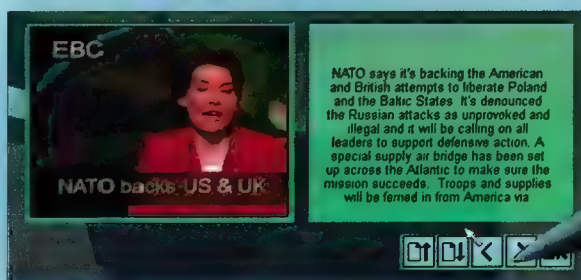 EBC
NATO backs US & UK
NATO says it's backing the American
and British attempts to liberate Poland
and the Baltic States. It's denounced
the Russian attacks as unprovoked and
illegal and it will be calling on all
leaders to support defensive action. A
special supply air bridge has been set
up across the Atlantic to make sure the
mission succeeds. Troops and supplies
will be ferried in from America via